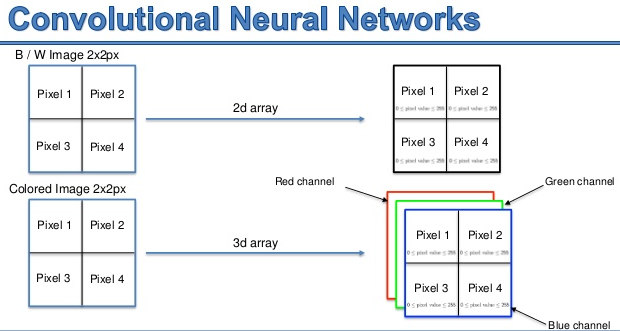 Convolutional Neural Networks
B / W Image 2x2px
Pixel 1 Pixel 2
Pixel 3 Pixel 4
2d array
Pixel 1 Pixel 2
0 ≤ pixel value ≤ 255 0 ≤ pixel value ≤ 255
Pixel 3 Pixel 4
0 ≤ pixel value ≤ 255 0 ≤ pixel value ≤ 255
Colored Image 2x2px
Pixel 1 Pixel 2
Pixel 3 Pixel 4
3d array
Red channel
Green channel
Pixel 1 Pixel 2
0 ≤ pixel value ≤ 255 0 ≤ pixel value ≤ 255
Pixel 3 Pixel 4
0 ≤ pixel value ≤ 255 0 ≤ pixel value ≤ 255
Blue channel